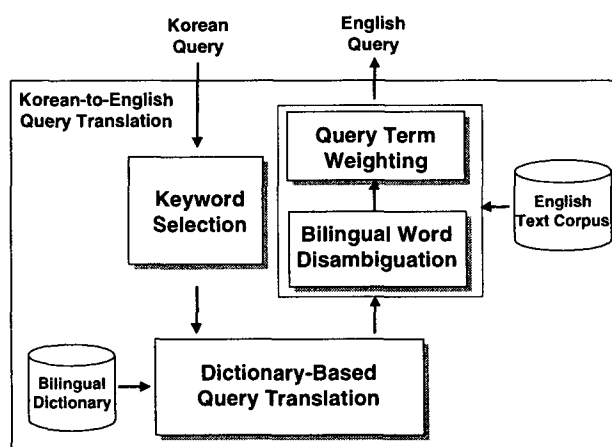 Korean
Query
English
Query
Korean-to-English
Query Translation
Keyword
Selection
Query Term
Weighting
Bilingual Word
Disambiguation
English
Text Corpus
Bilingual
Dictionary
Dictionary-Based
Query Translation